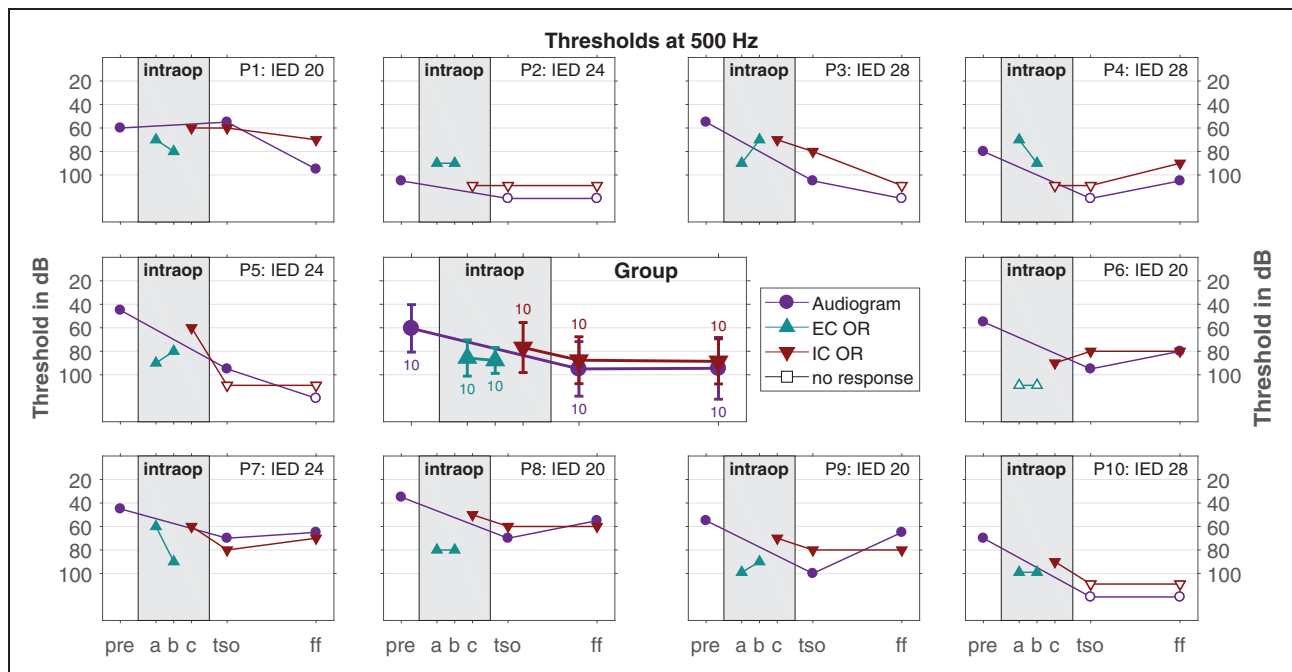 Thresholds at 500 Hz
intraop P1: IED 20
intraop P2: IED 24
intraop P3: IED 28
intraop P4: IED 28
20
40
60
80
100
20
40
60
80
100
intraop P5: IED 24
intraop Group
P6: IED 20
intraop
Threshold in dB
20
40
60
80
100
10
10
10
10
10
10
10
10
Audiogram
EC OR
IC OR
no response
20
40
60
80
100
Threshold in dB
intraop P7: IED 24
intraop P8: IED 20
intraop P9: IED 20
intraop P10: IED 28
20
40
60
80
100
20
40
60
80
100
pre a b c tso ff
pre a b c tso ff
pre a b c tso ff
pre a b c tso ff